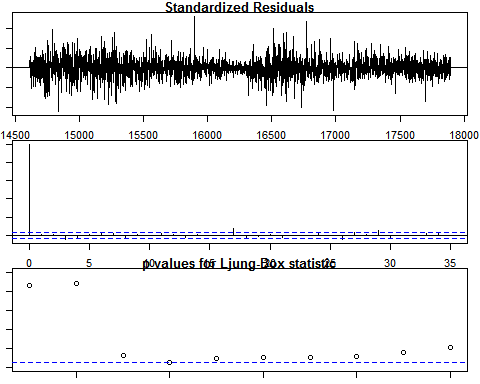 Standardized Residuals
14500 15000 15500 16000 16500 17000 17500 18000
0 5 10 15 20 25 30 35
p values for Ljung-Box statistic